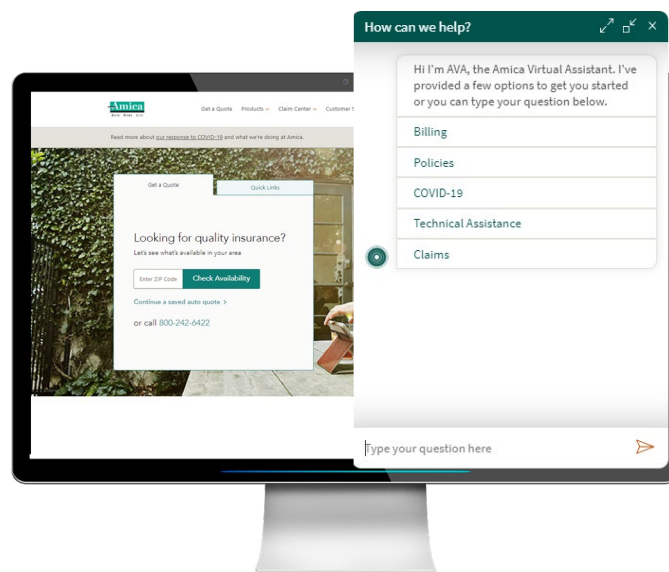 How can we help?
Hi I'm AVA, the Amica Virtual Assistant. I've
provided a few options to get you started
or you can type your question below.
Billing
Policies
COVID-19
Technical Assistance
Claims
Type your question here
Amica
AUTO HOME LIFE
Get a Quote Products Claim Center Customer S
Read more about our response to COVID-19 and what we're doing at Amica.
Get a Quote
Quick Links
Looking for quality insurance?
Let's see what's available in your area
Enter ZIP Code Check Availability
Continue a saved auto quote >
or call 800-242-6422